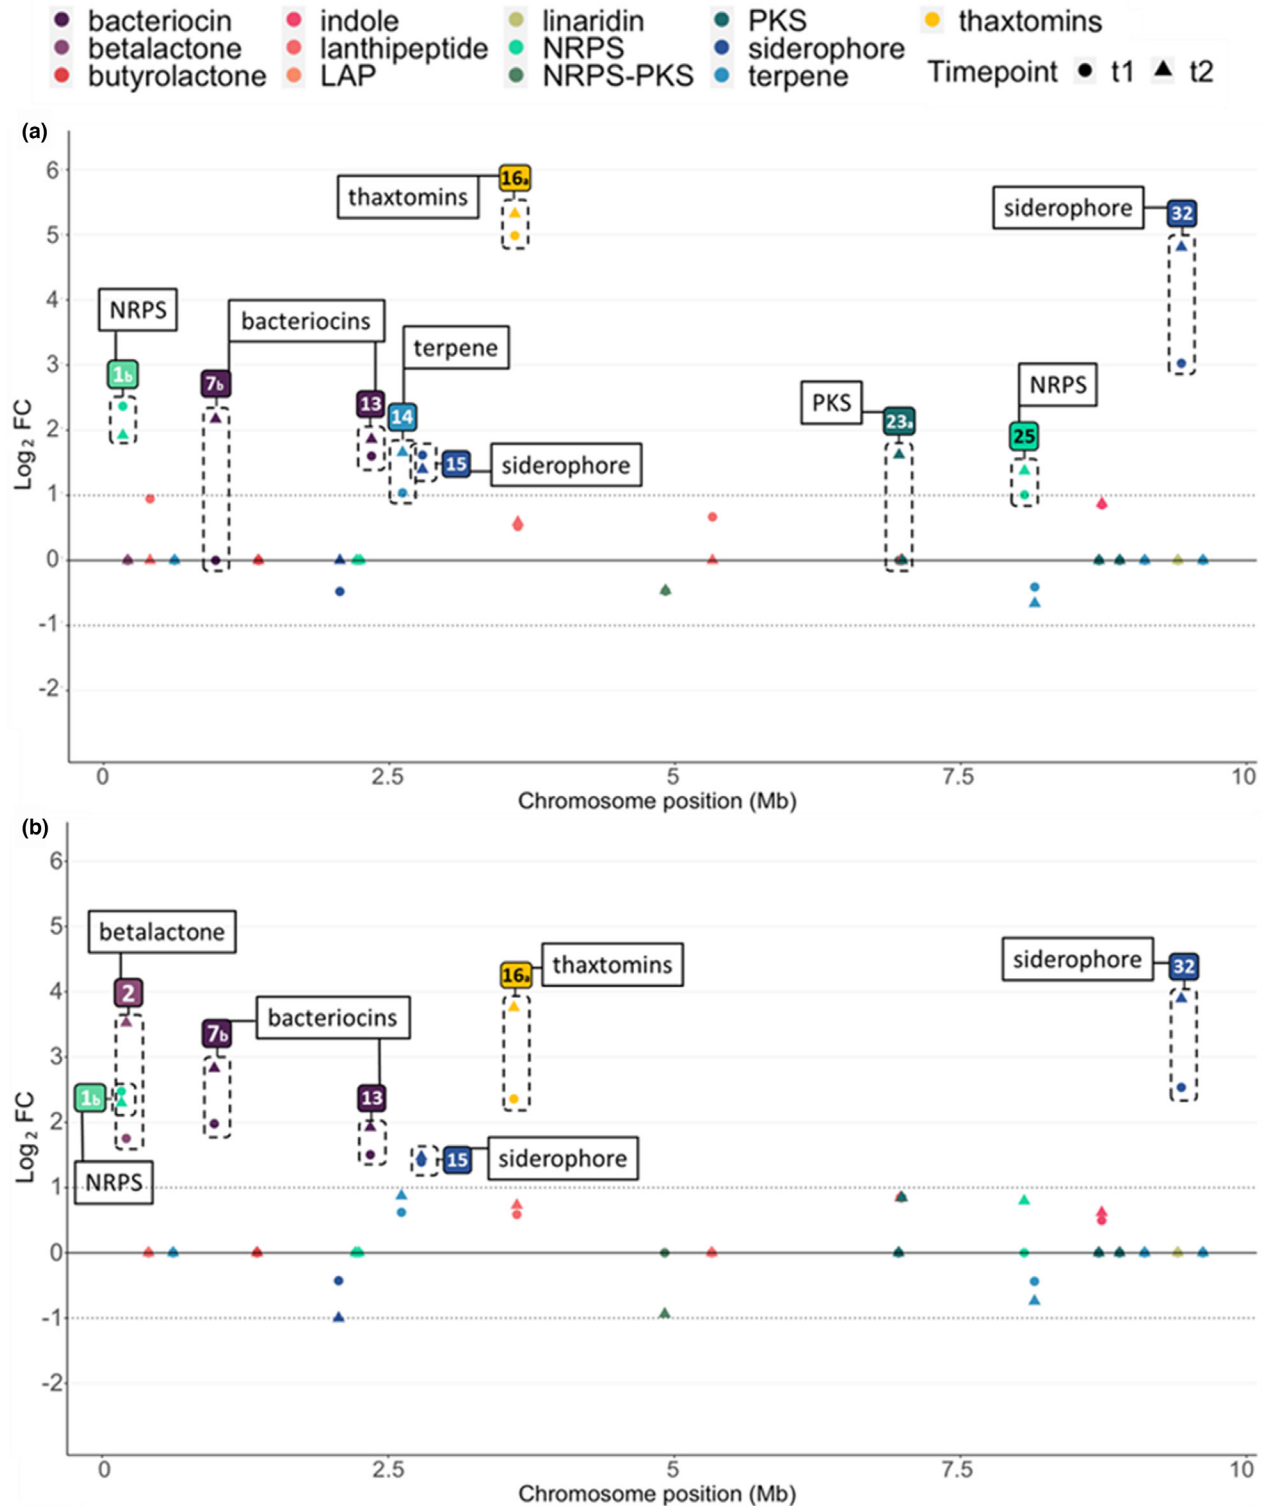 bacteriocin indole linaridin PKS thaxtomins
betalactone lanthipeptide NRPS siderophore
butyrolactone LAP NRPS-PKS terpene Timepoint t1 t2
(a)
6
5
4
3
2
1
0
-1
-2
Log2 FC
thaxtomins 16a
siderophore 32
NRPS
1b
bacteriocins
7b
13
terpene
14
15 siderophore
PKS 23a
NRPS
25
0 2.5 5 7.5 10
Chromosome position (Mb)
(b)
6
5
4
3
2
1
0
-1
-2
Log2 FC
betalactone
2
1b
NRPS
7b bacteriocins
13
16a thaxtomins
15 siderophore
siderophore 32
0 2.5 5 7.5 10
Chromosome position (Mb)